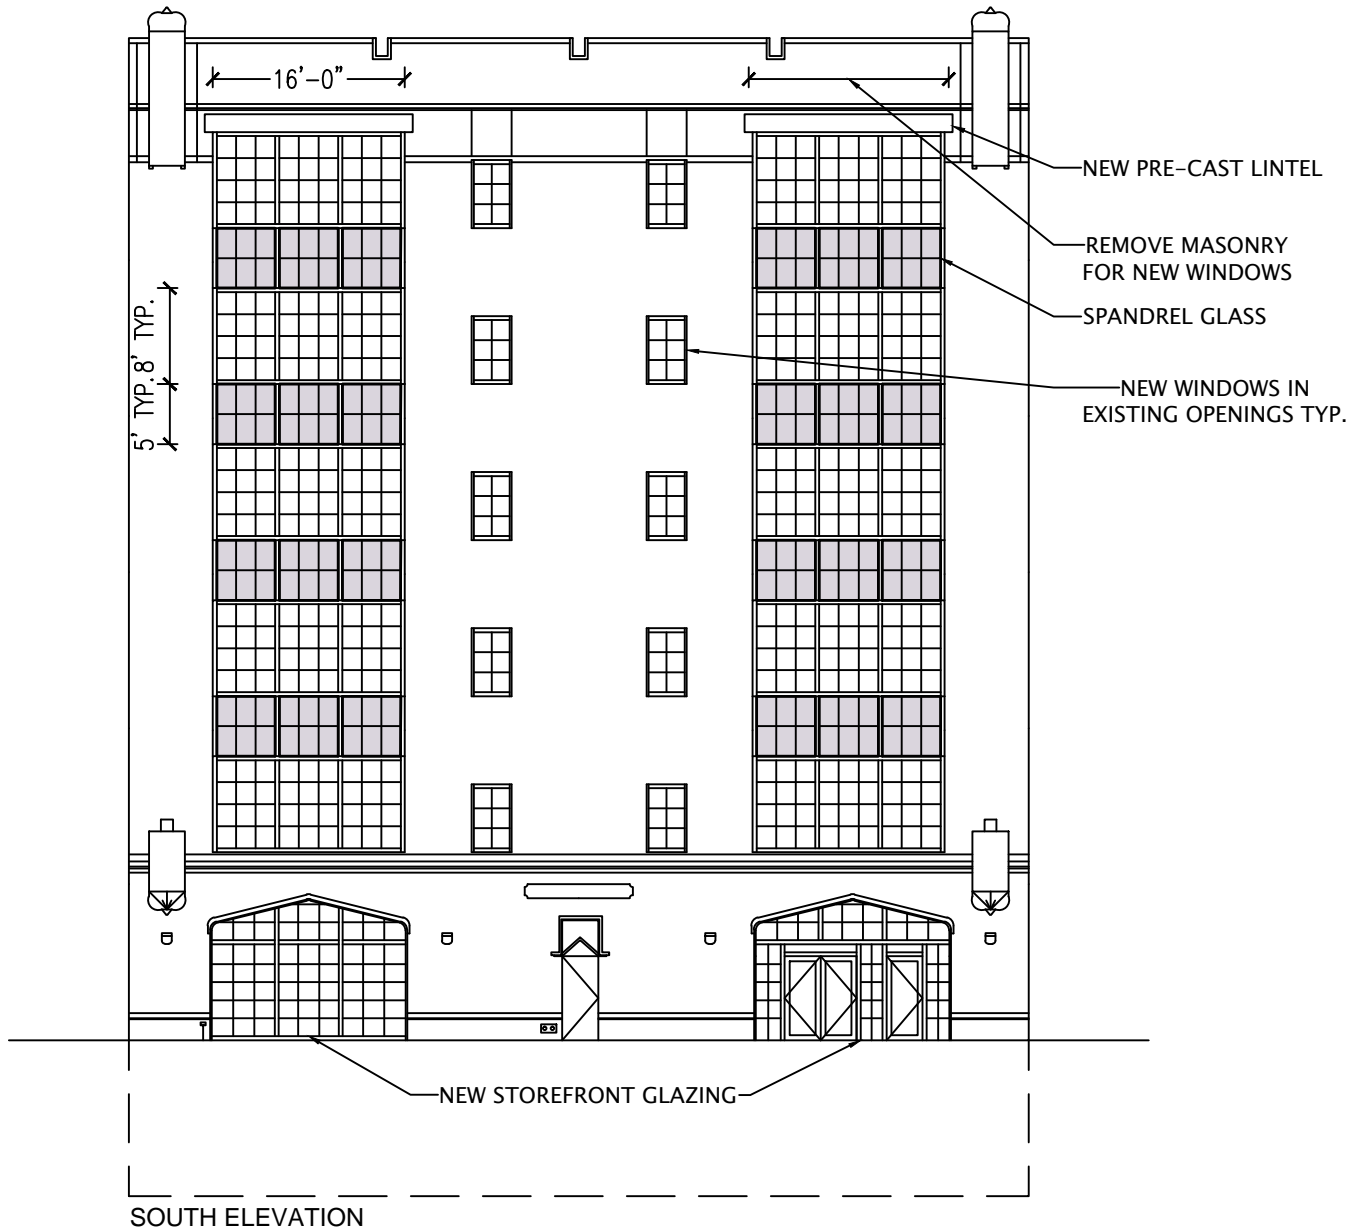 16’-0”
NEW PRE-CAST LINTEL
REMOVE MASONRY
FOR NEW WINDOWS
SPANDREL GLASS
8’ TYP.
5’ TYP.
NEW WINDOWS IN
EXISTING OPENINGS TYP.
NEW STOREFRONT GLAZING
SOUTH ELEVATION